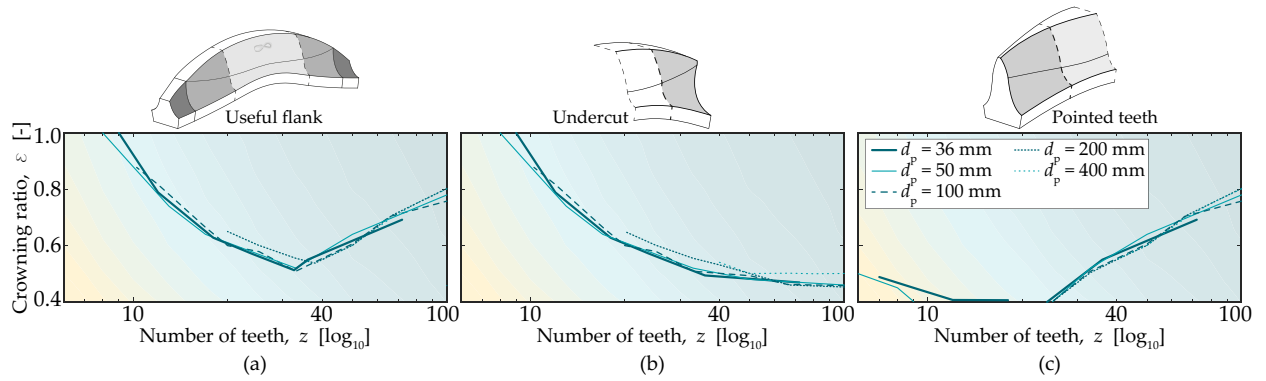 8
Useful flank
Undercut
Pointed teeth
Crowning ratio, ε [-]
1.0
0.8
0.6
0.4
dₚ = 36 mm
dₚ = 50 mm
dₚ = 100 mm
dₚ = 200 mm
dₚ = 400 mm
10 40 100
10 40 100
10 40 100
Number of teeth, z [log₁₀]
Number of teeth, z [log₁₀]
Number of teeth, z [log₁₀]
(a)
(b)
(c)